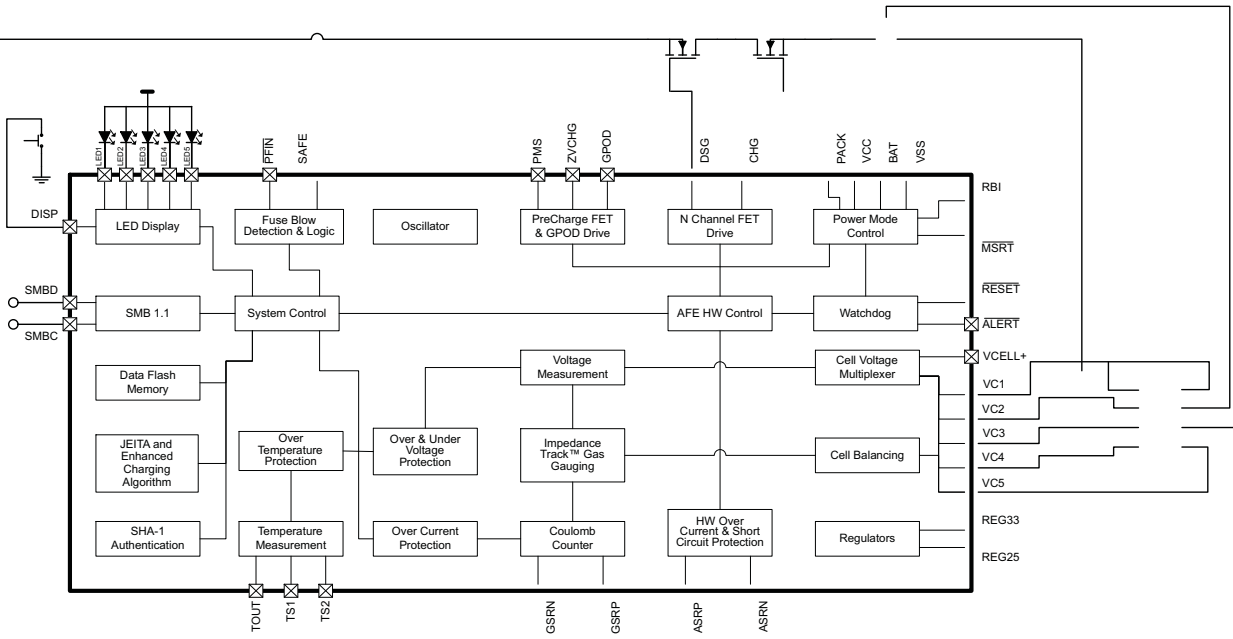 LED1
LED2
LED3
LED4
LED5
PFIN
SAFE
PMS
ZVCHG
GPOD
DSG
CHG
PACK
VCC
BAT
VSS
RBI
DISP
LED Display
Fuse Blow
Detection & Logic
Oscillator
PreCharge FET
& GPOD Drive
N Channel FET
Drive
Power Mode
Control
MSRT
RESET
SMBD
SMBC
SMB 1.1
System Control
AFE HW Control
Watchdog
ALERT
VCELL+
Data Flash
Memory
Voltage
Measurement
Cell Voltage
Multiplexer
VC1
VC2
VC3
VC4
VC5
JEITA and
Enhanced
Charging
Algorithm
Over
Temperature
Protection
Over & Under
Voltage
Protection
Impedance
Track™ Gas
Gauging
Cell Balancing
SHA-1
Authentication
Temperature
Measurement
Over Current
Protection
Coulomb
Counter
HW Over
Current & Short
Circuit Protection
Regulators
REG33
REG25
TOUT
TS1
TS2
GSRN
GSRP
ASRP
ASRN